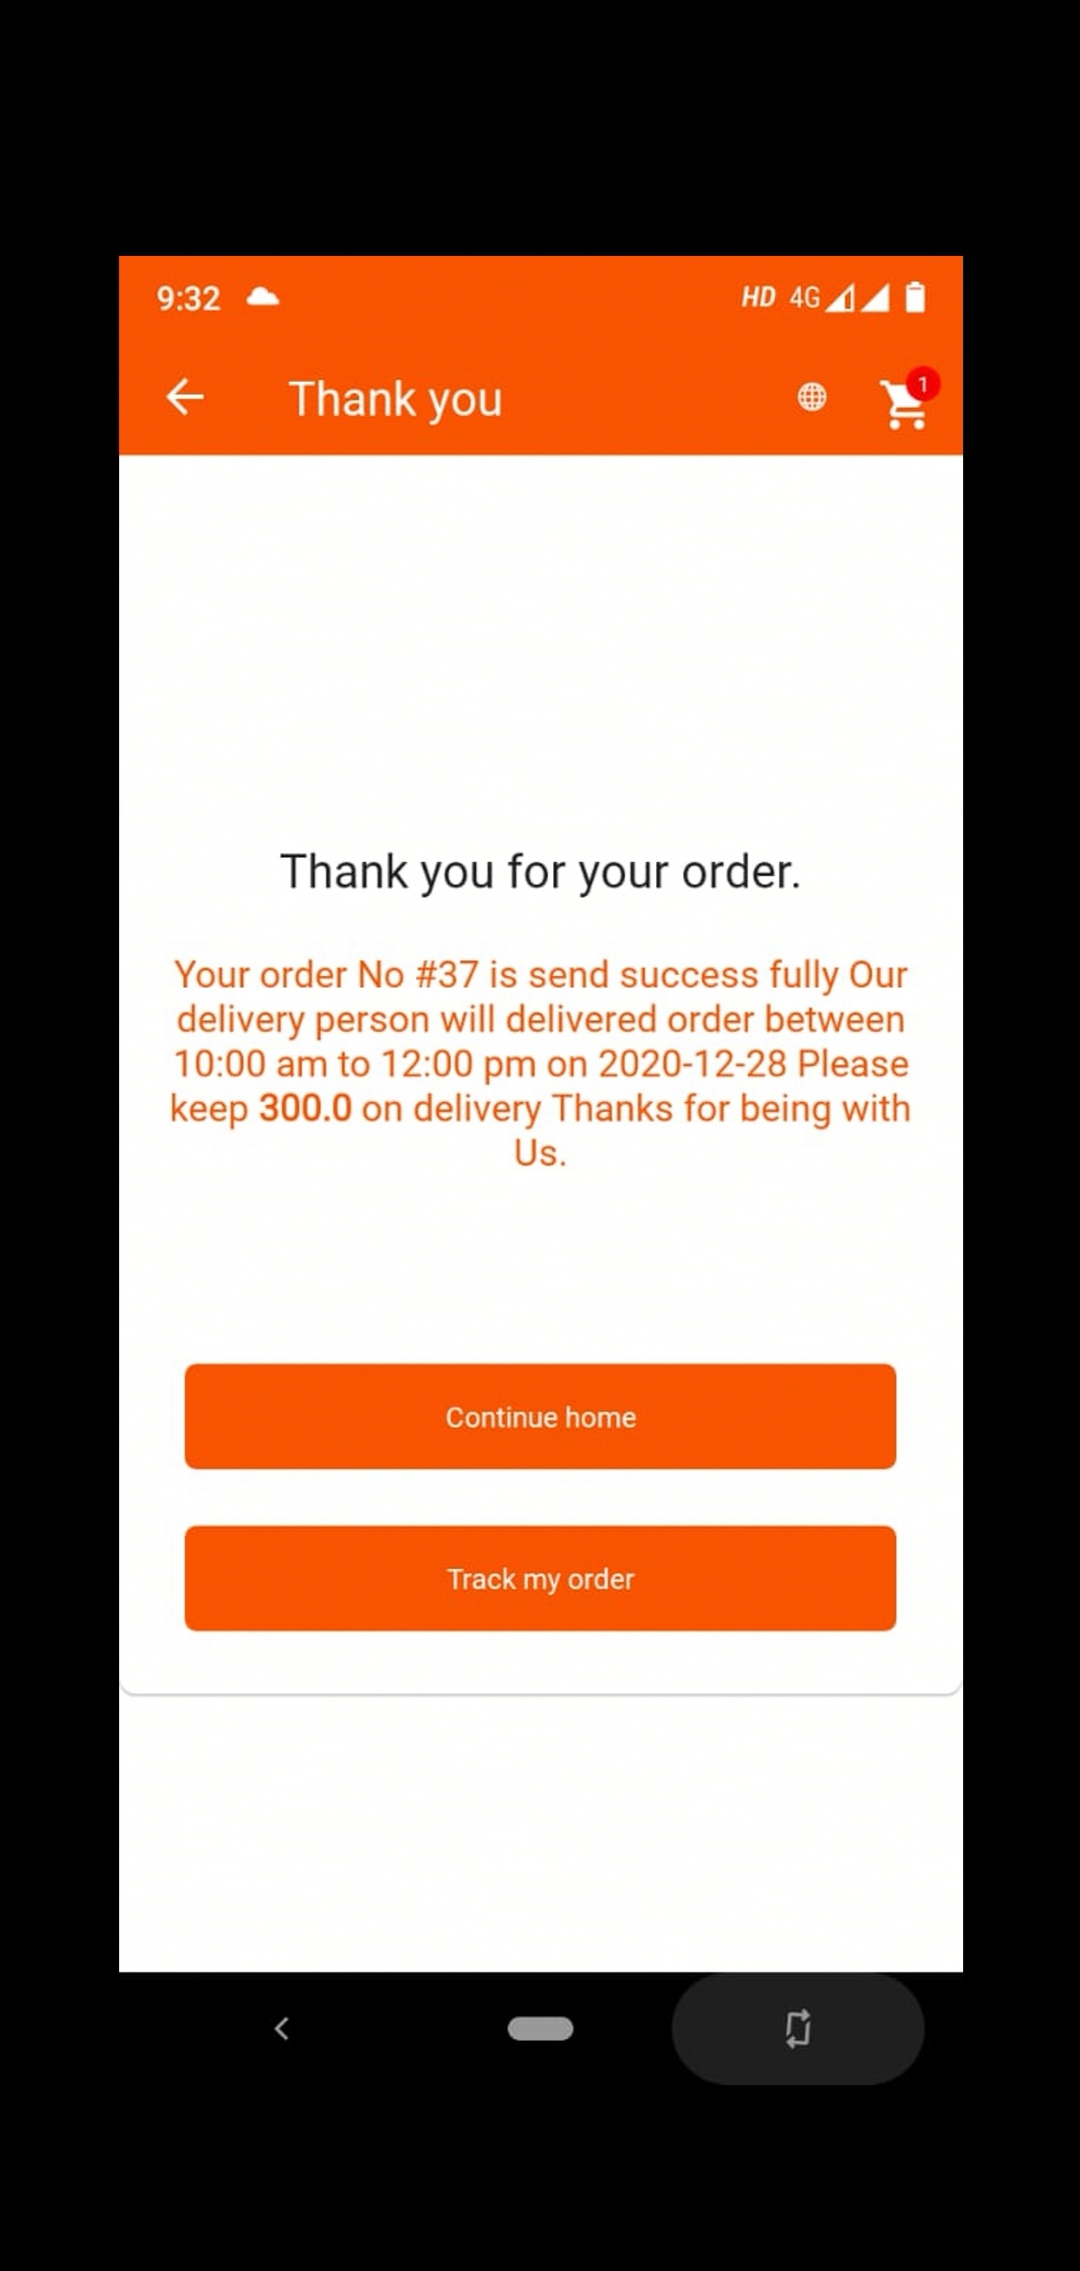 9:32 HD 4G
Thank you 1
Thank you for your order.
Your order No #37 is send success fully Our
delivery person will delivered order between
10:00 am to 12:00 pm on 2020-12-28 Please
keep 300.0 on delivery Thanks for being with
Us.
Continue home
Track my order